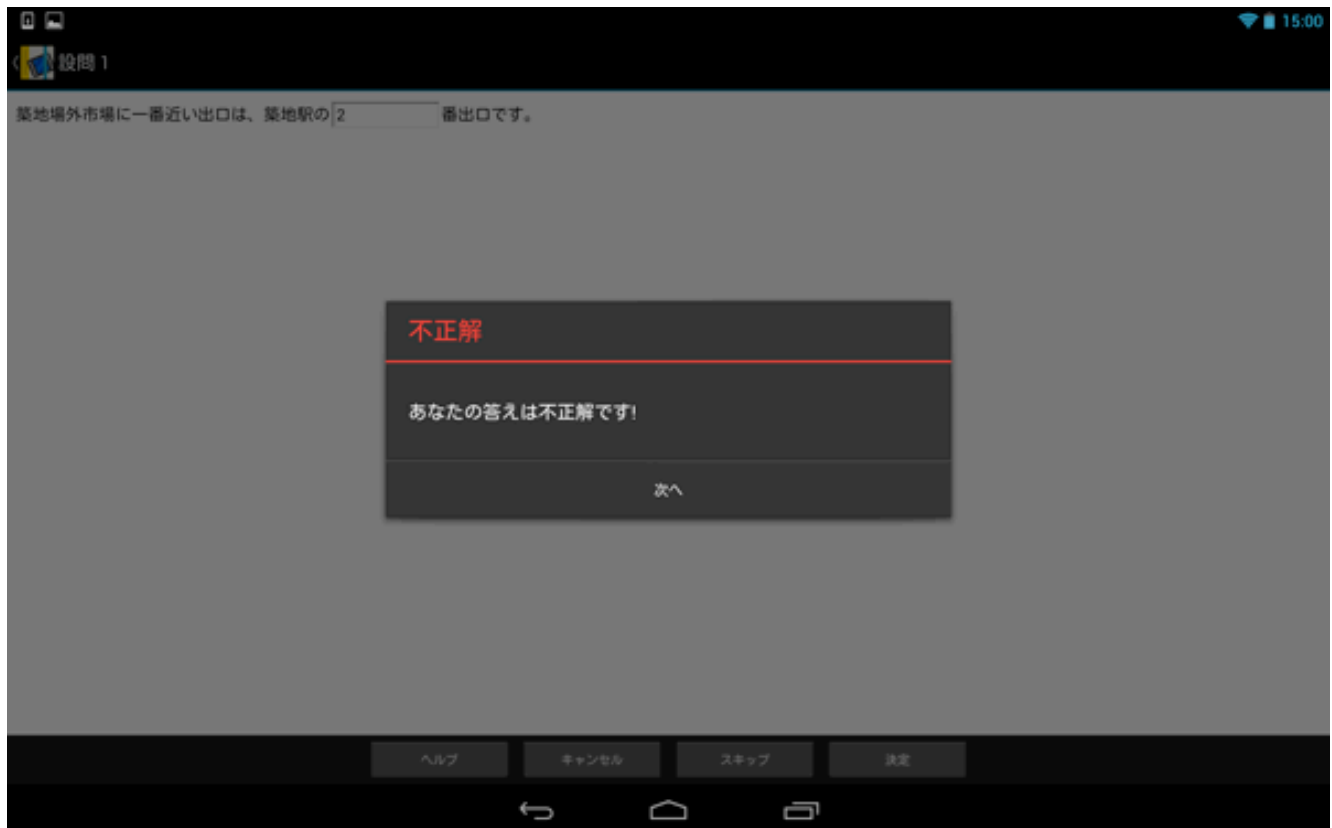 15:00
設問 1
築地場外市場に一番近い出口は、築地駅の 2 番出口です。
不正解
あなたの答えは不正解です!
次へ
ヘルプ キャンセル スキップ 決定